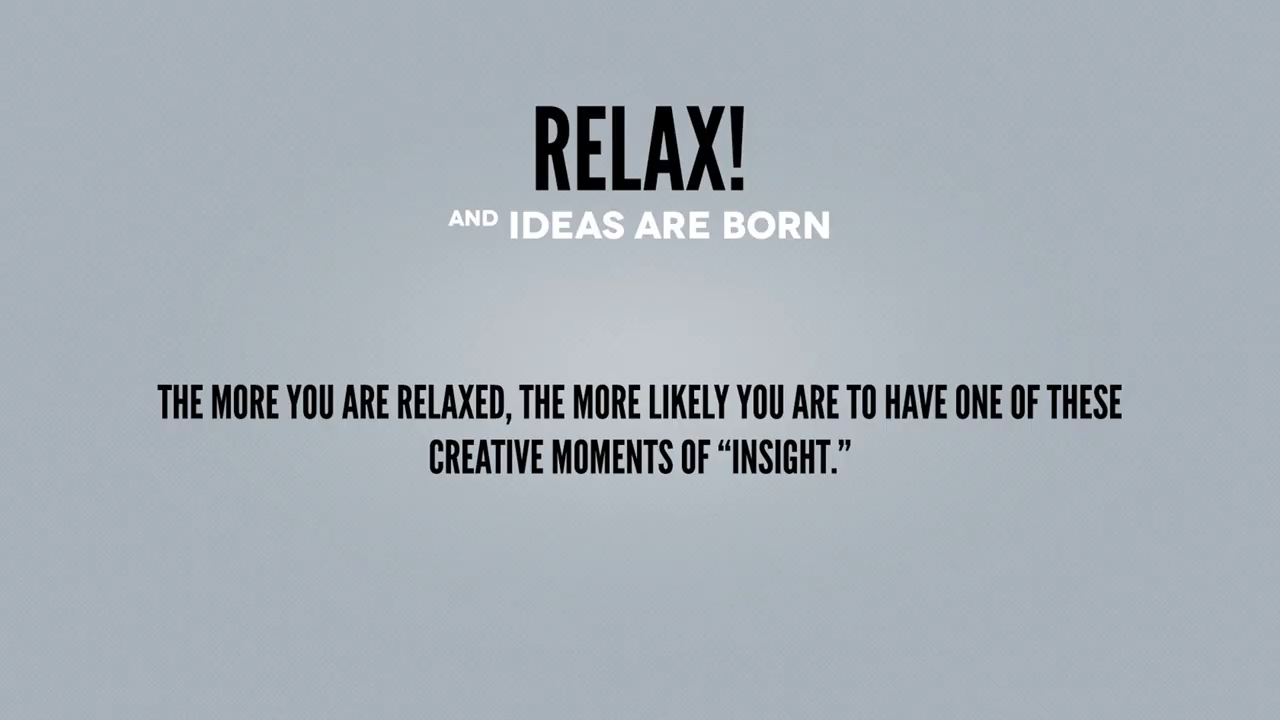 RELAX!
AND IDEAS ARE BORN
THE MORE YOU ARE RELAXED, THE MORE LIKELY YOU ARE TO HAVE ONE OF THESE
CREATIVE MOMENTS OF “INSIGHT.”